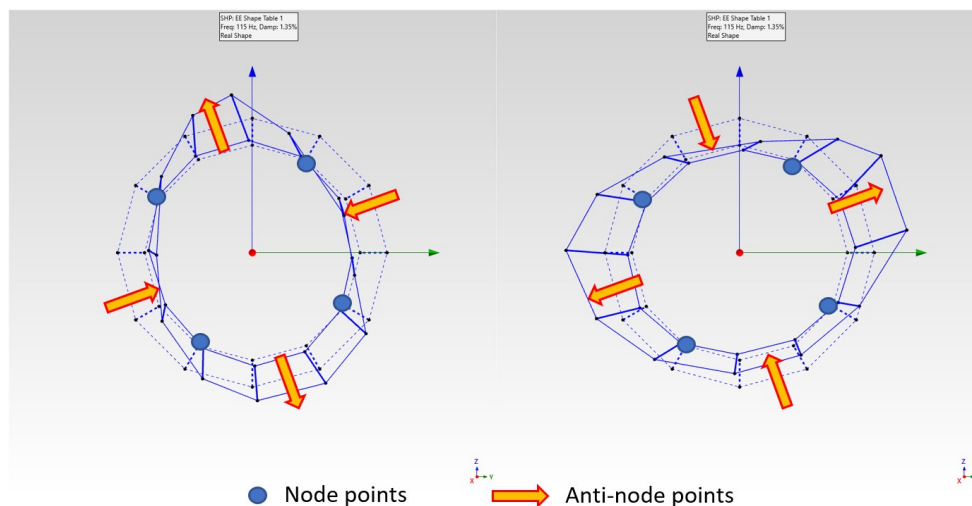 SHP: EE Shape Table 1
Freq: 115 Hz, Damp: 1.35%
Real Shape
SHP: EE Shape Table 1
Freq: 115 Hz, Damp: 1.35%
Real Shape
Z
X
Y
Z
X
Node points
Anti-node points